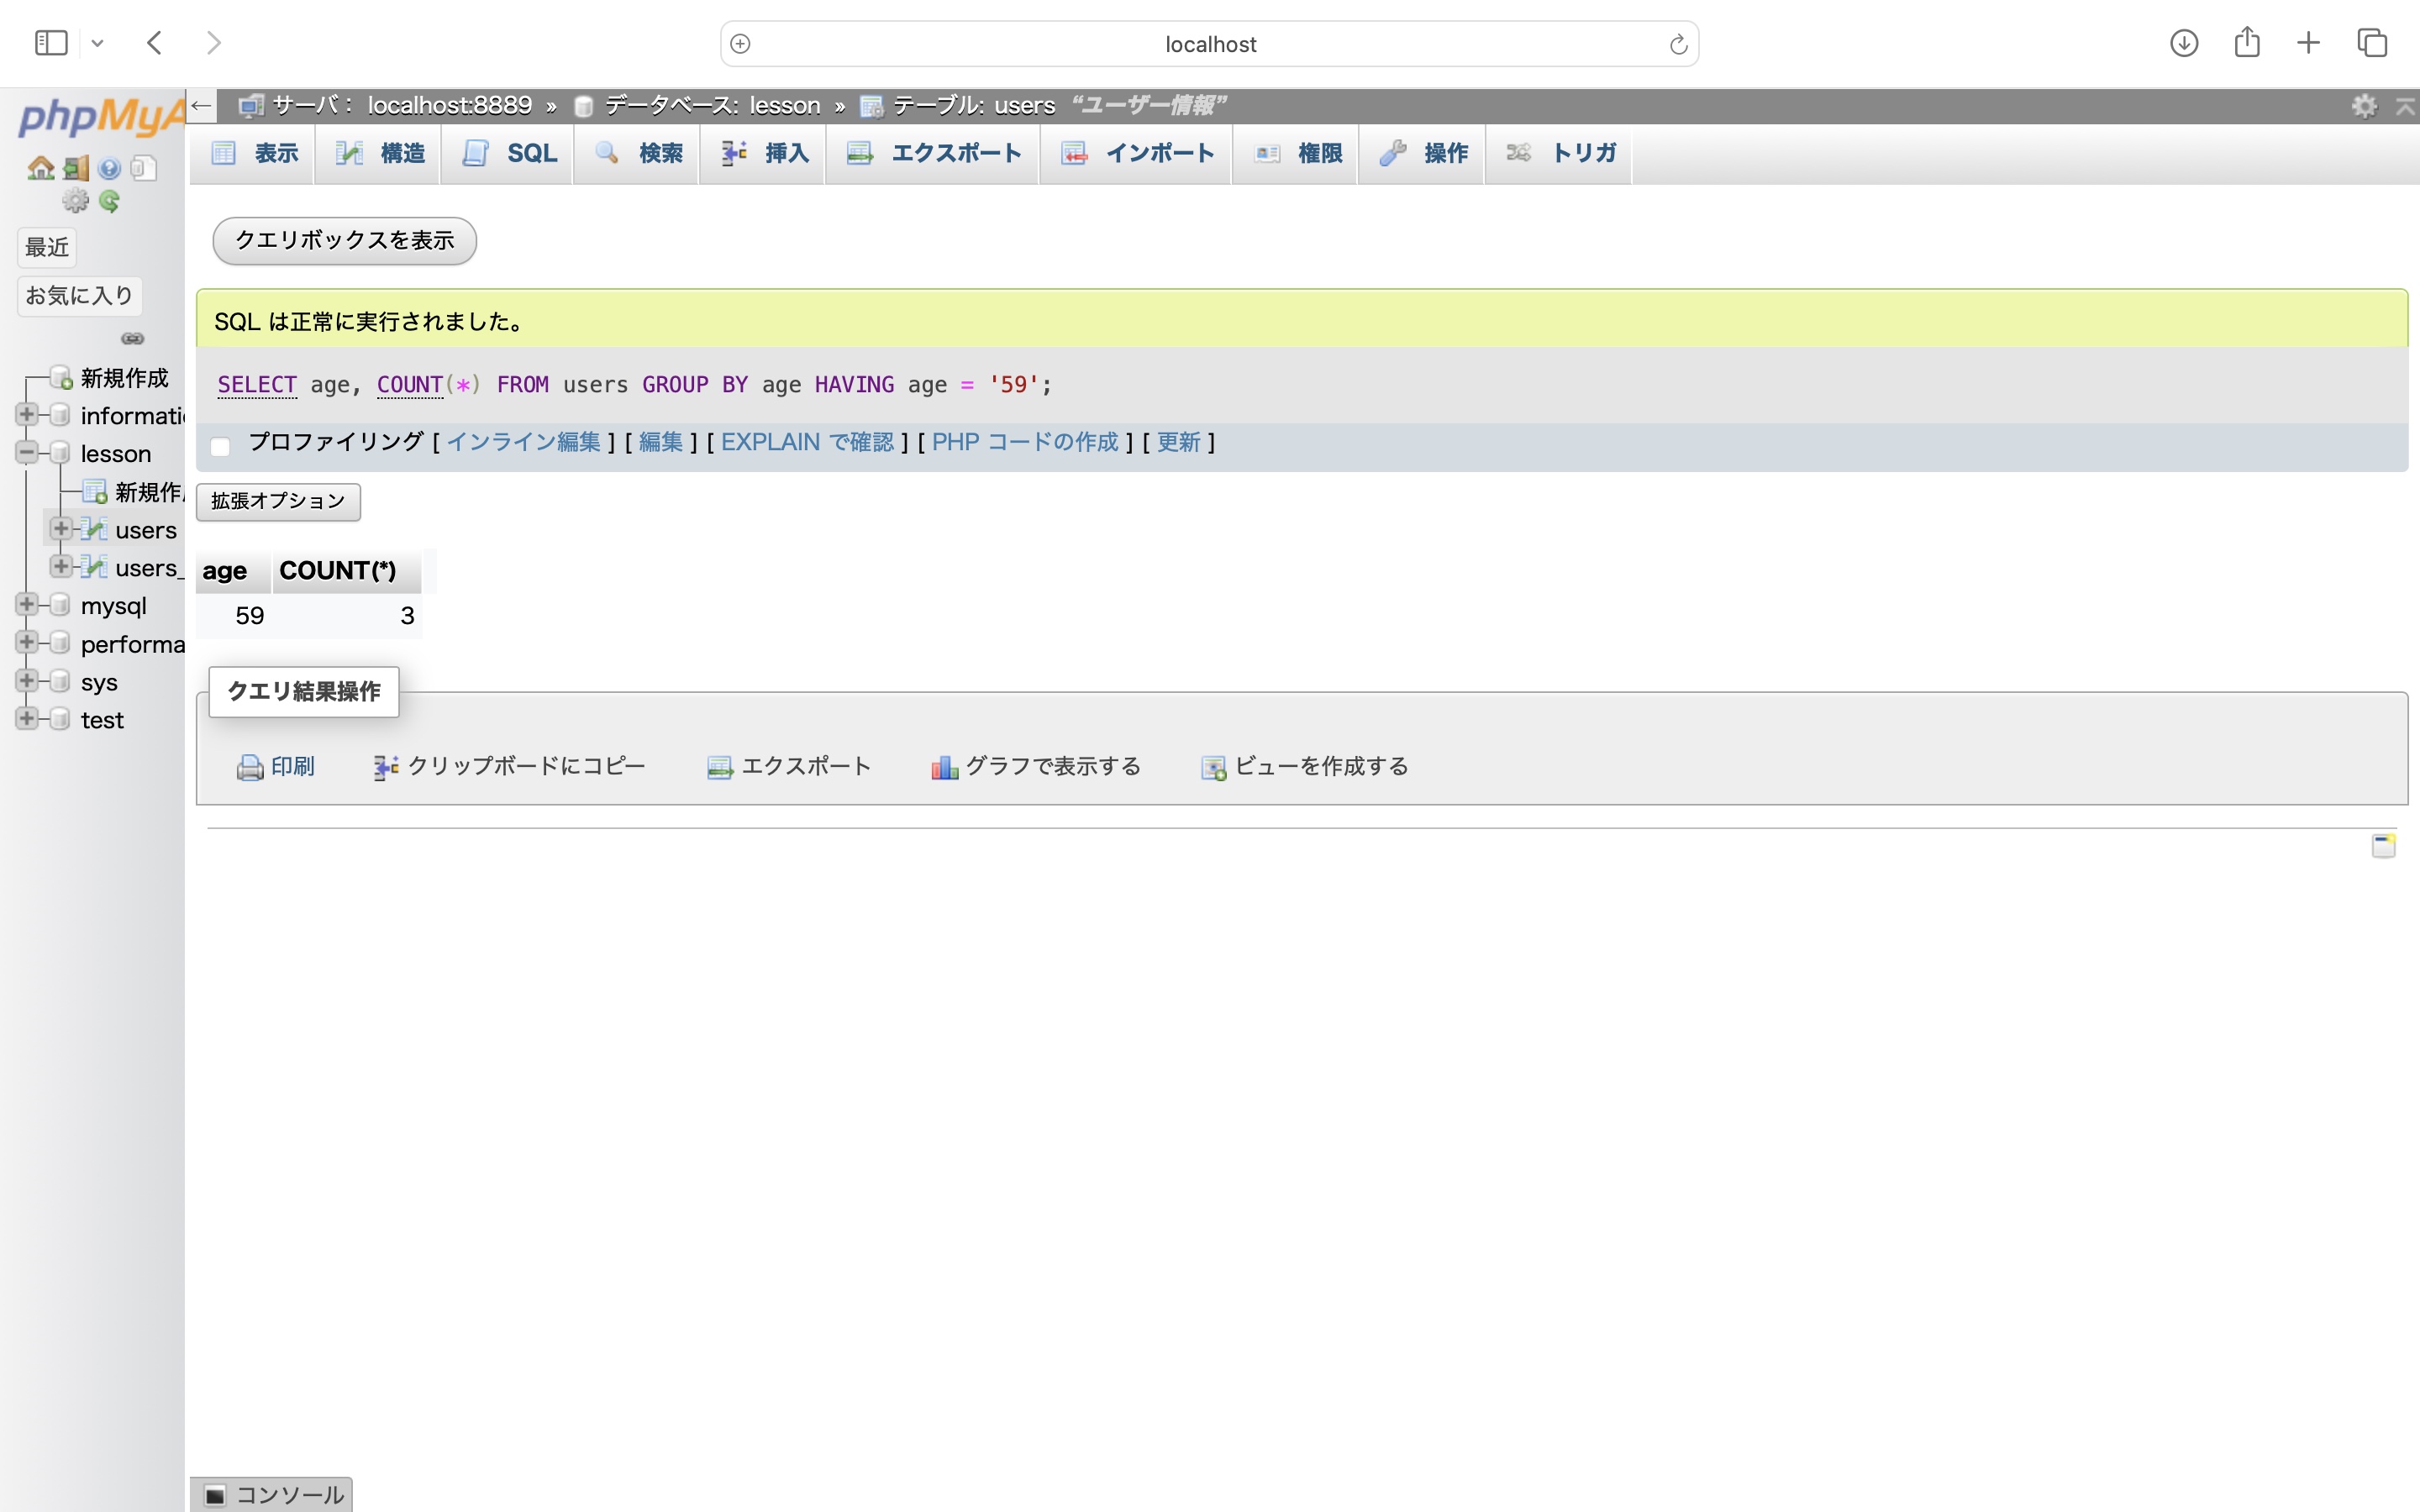 localhost
phpMyA
← サーバ： localhost:8889 » データベース: lesson » テーブル: users “ユーザー情報”
表示 構造 SQL 検索 挿入 エクスポート インポート 権限 操作 トリガ
最近
お気に入り
新規作成
informati
lesson
新規作
users
users_
mysql
performa
sys
test
クエリボックスを表示
SQL は正常に実行されました。
SELECT age, COUNT(*) FROM users GROUP BY age HAVING age = '59';
プロファイリング [ インライン編集 ] [ 編集 ] [ EXPLAIN で確認 ] [ PHP コードの作成 ] [ 更新 ]
拡張オプション
age COUNT(*)
59 3
クエリ結果操作
印刷 クリップボードにコピー エクスポート グラフで表示する ビューを作成する
コンソール